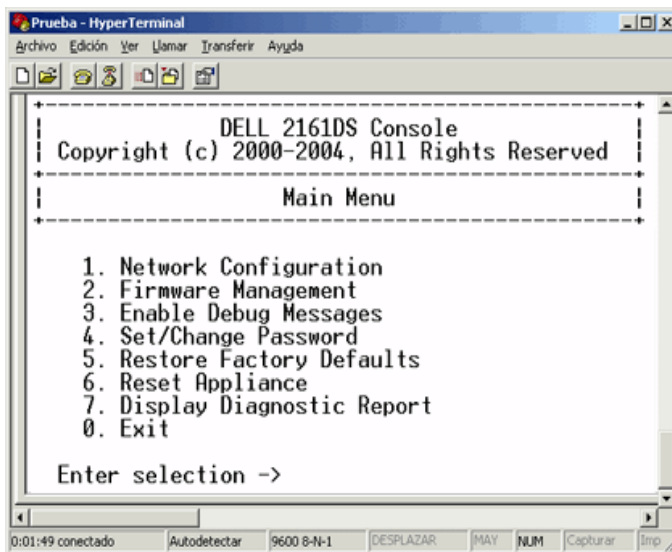 Prueba - HyperTerminal
Archivo Edición Ver Llamar Transferir Ayuda
DELL 2161DS Console
Copyright (c) 2000-2004, All Rights Reserved
Main Menu
1. Network Configuration
2. Firmware Management
3. Enable Debug Messages
4. Set/Change Password
5. Restore Factory Defaults
6. Reset Appliance
7. Display Diagnostic Report
0. Exit
Enter selection ->
0:01:49 conectado Autodetectar 9600 8-N-1 DESPLAZAR MAY NUM Capturar Imp